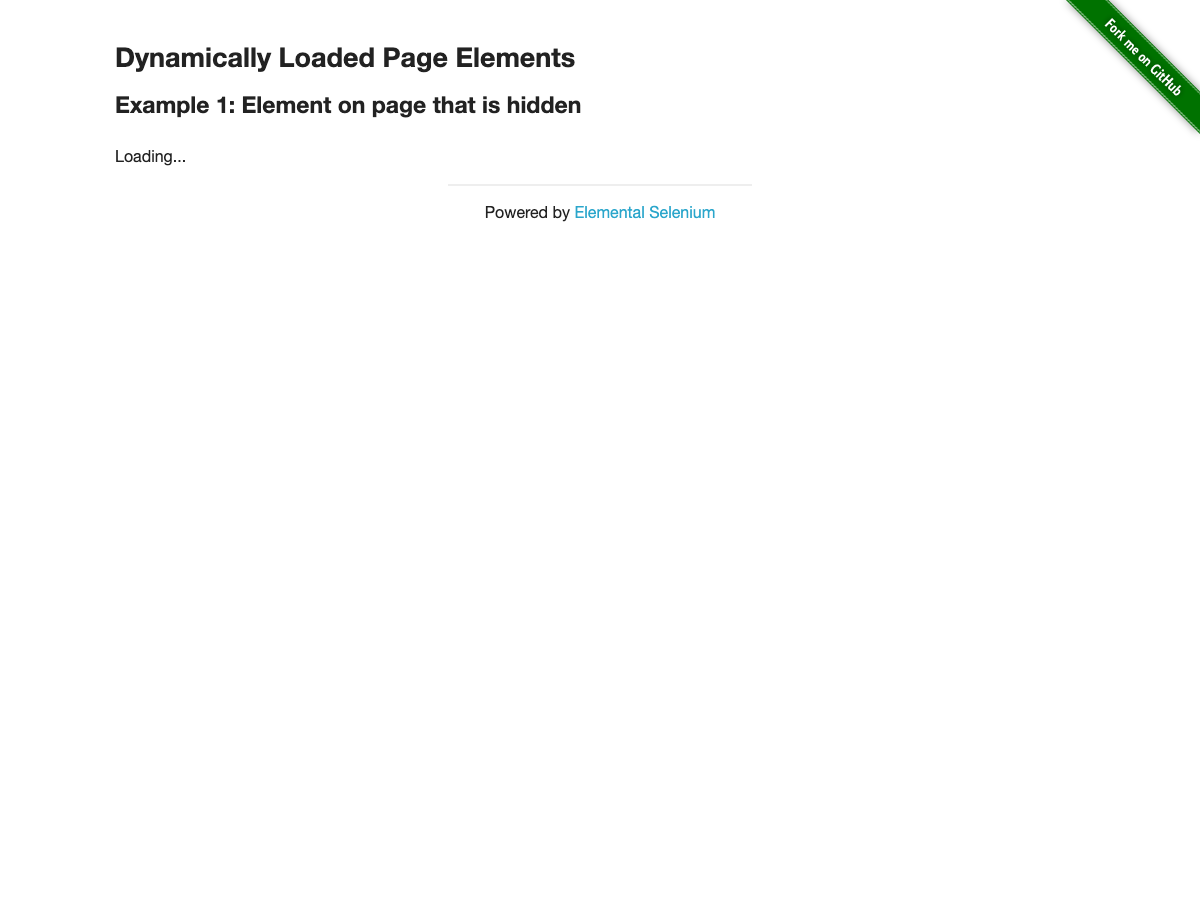 Fork me on GitHub
Dynamically Loaded Page Elements
Example 1: Element on page that is hidden
Loading...
Powered by Elemental Selenium